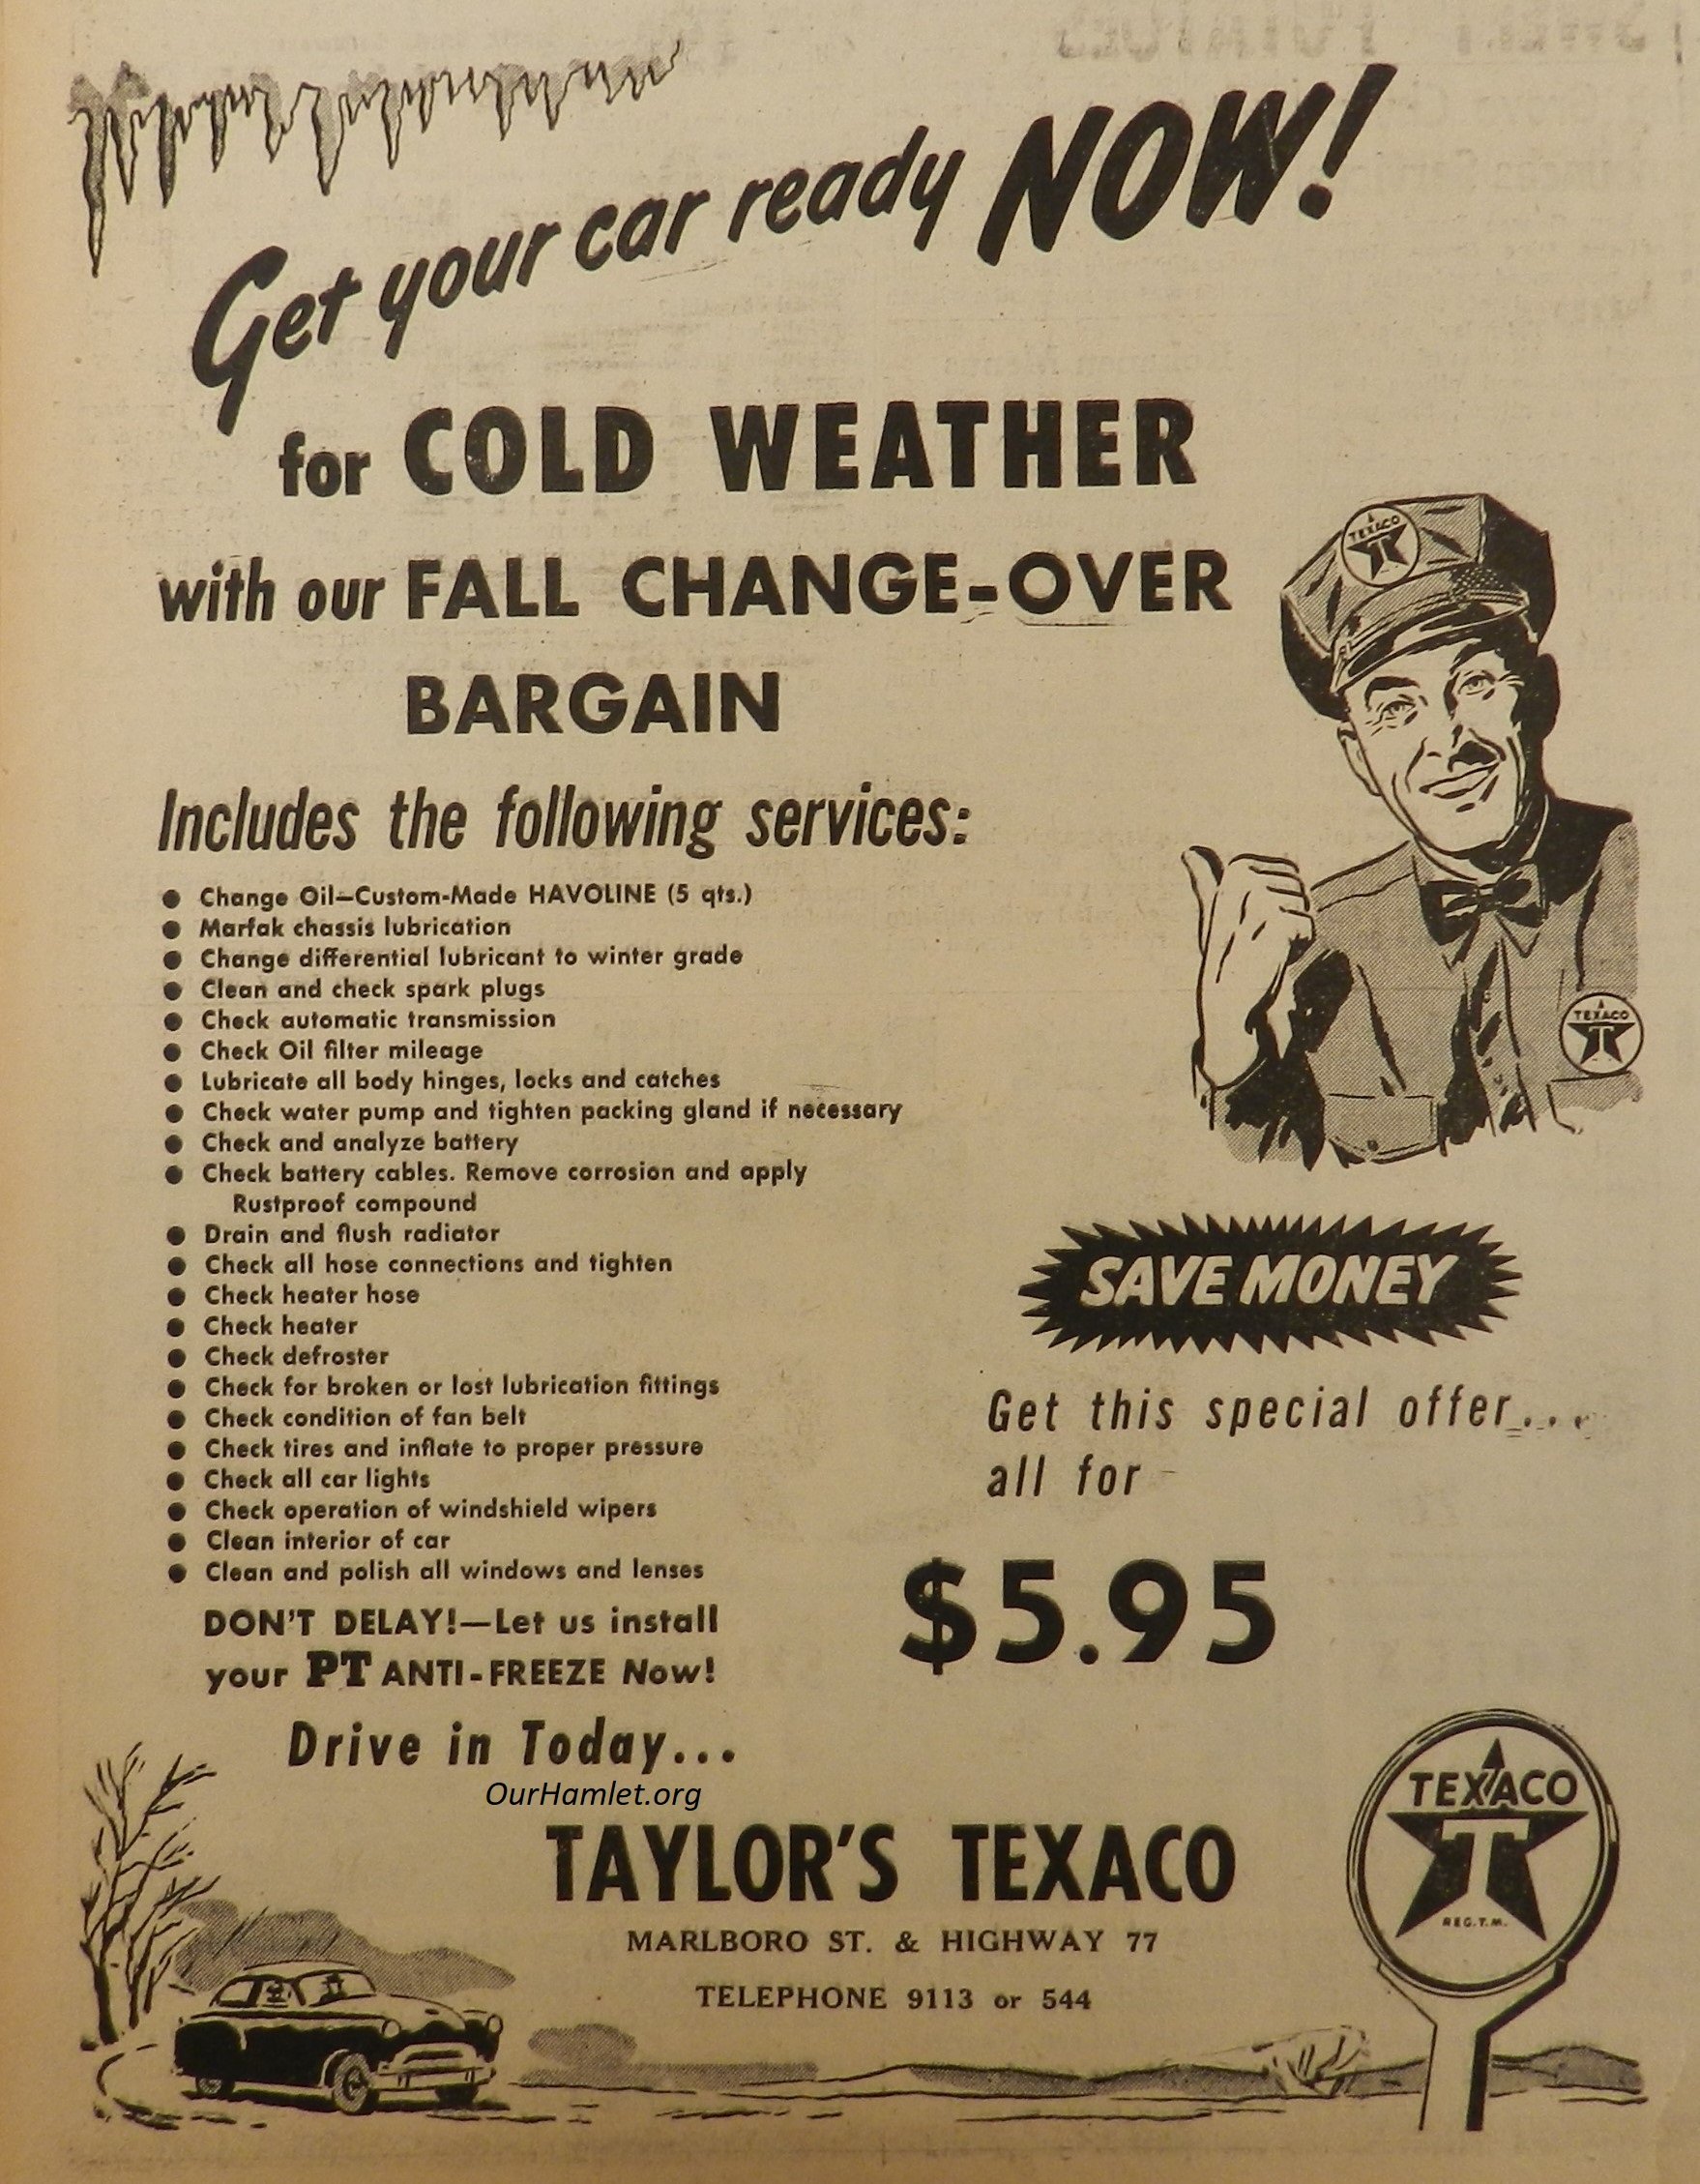 Get your car ready NOW!
for COLD WEATHER
with our FALL CHANGE-OVER
BARGAIN
TEXACO
T
Includes the following services:
● Change Oil—Custom-Made HAVOLINE (5 qts.)
● Marfak chassis lubrication
● Change differential lubricant to winter grade
● Clean and check spark plugs
● Check automatic transmission
● Check Oil filter mileage
● Lubricate all body hinges, locks and catches
● Check water pump and tighten packing gland if necessary
● Check and analyze battery
● Check battery cables. Remove corrosion and apply
Rustproof compound
● Drain and flush radiator
● Check all hose connections and tighten
● Check heater hose
● Check heater
● Check defroster
● Check for broken or lost lubrication fittings
● Check condition of fan belt
● Check tires and inflate to proper pressure
● Check all car lights
● Check operation of windshield wipers
● Clean interior of car
● Clean and polish all windows and lenses
TEXACO
T
SAVE MONEY
Get this special offer...
all for
$5.95
DON'T DELAY!—Let us install
your PT ANTI-FREEZE Now!
Drive in Today...
OurHamlet.org
TAYLOR'S TEXACO
MARLBORO ST. & HIGHWAY 77
TELEPHONE 9113 or 544
TEXACO
T
REG. T.M.